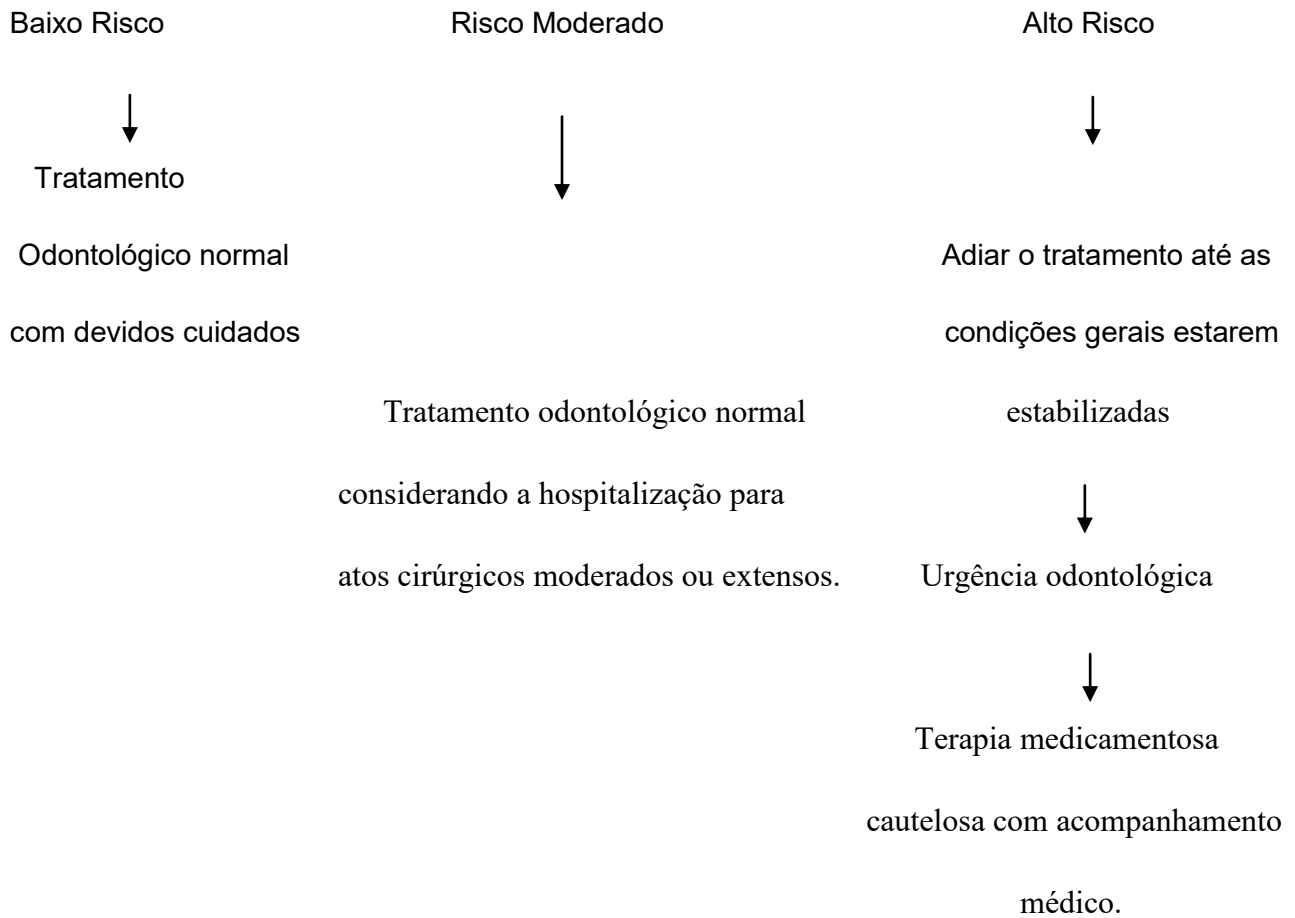 Baixo Risco
Tratamento
Odontológico normal
com devidos cuidados
Risco Moderado
Tratamento odontológico normal
considerando a hospitalização para
atos cirúrgicos moderados ou extensos.
Alto Risco
Adiar o tratamento até as
condições gerais estarem
estabilizadas
Urgência odontológica
Terapia medicamentosa
cautelosa com acompanhamento
médico.